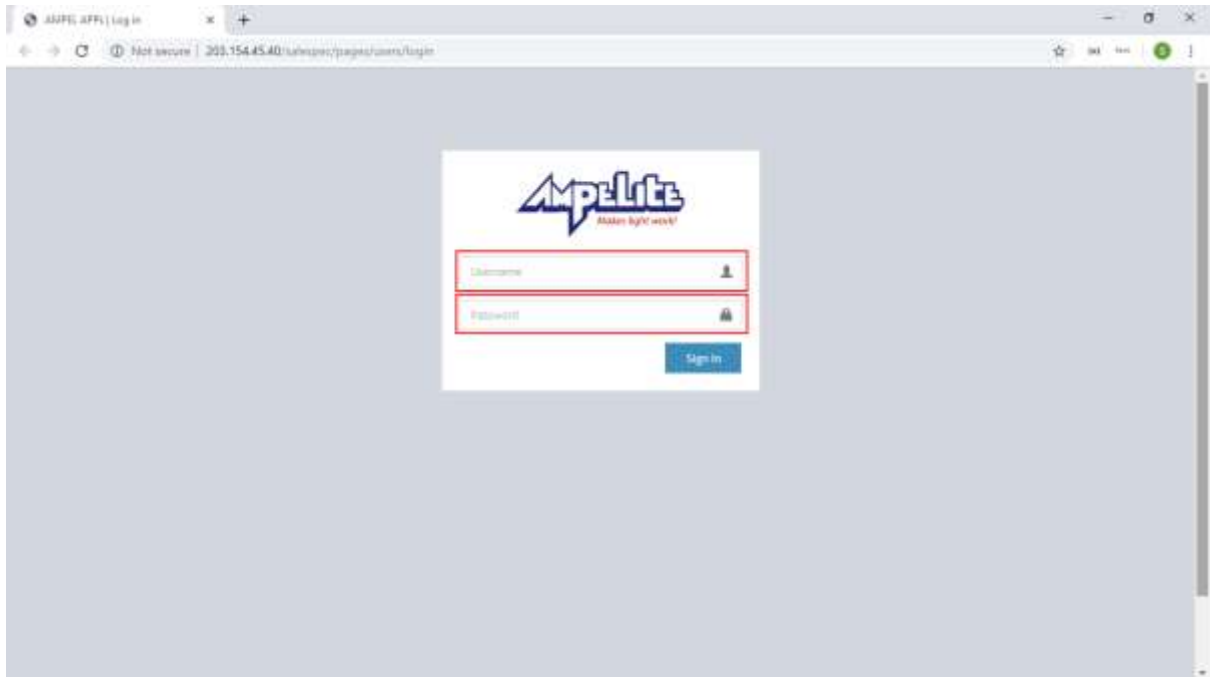 AMPEL APPs | Log in
Not secure | 203.154.45.40/salespec/pages/users/login
AMPELITE
Makes light work!
Username
Password
Sign In